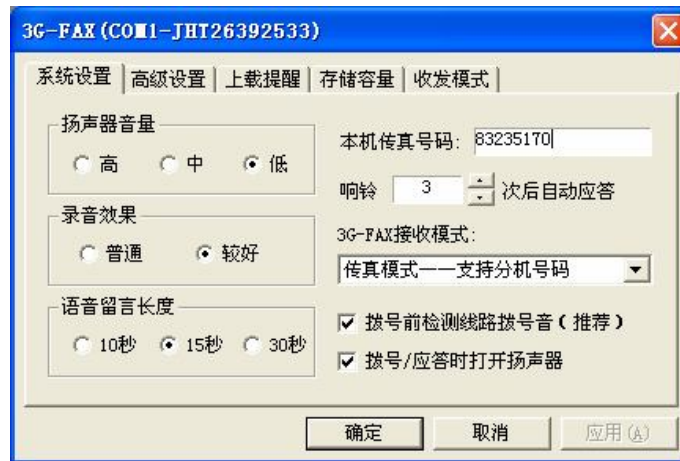 3G-FAX(COM1-JHT26392533)
系统设置 高级设置 上载提醒 存储容量 收发模式
扬声器音量
高 中 低
录音效果
普通 较好
语音留言长度
10秒 15秒 30秒
本机传真号码: 83235170
响铃 3 次后自动应答
3G-FAX接收模式:
传真模式——支持分机号码
拨号前检测线路拨号音(推荐)
拨号/应答时打开扬声器
确定 取消 应用(A)